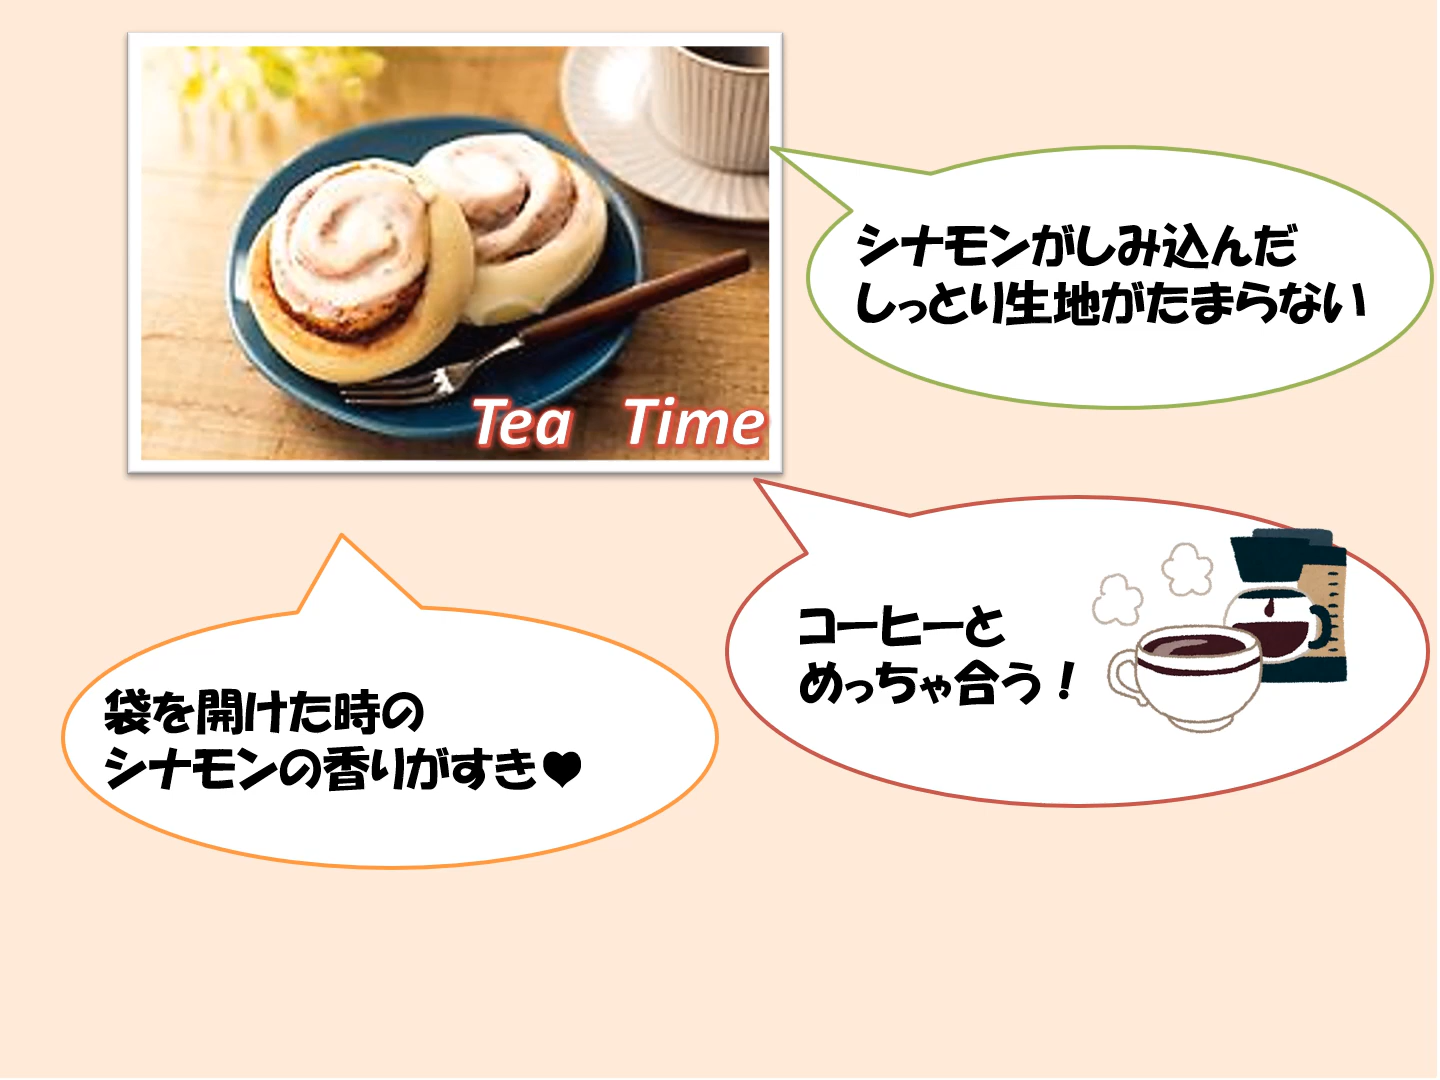 Tea Time
シナモンがしみ込んだ
しっとり生地がたまらない
コーヒーと
めっちゃ合う！
袋を開けた時の
シナモンの香りがすき♥